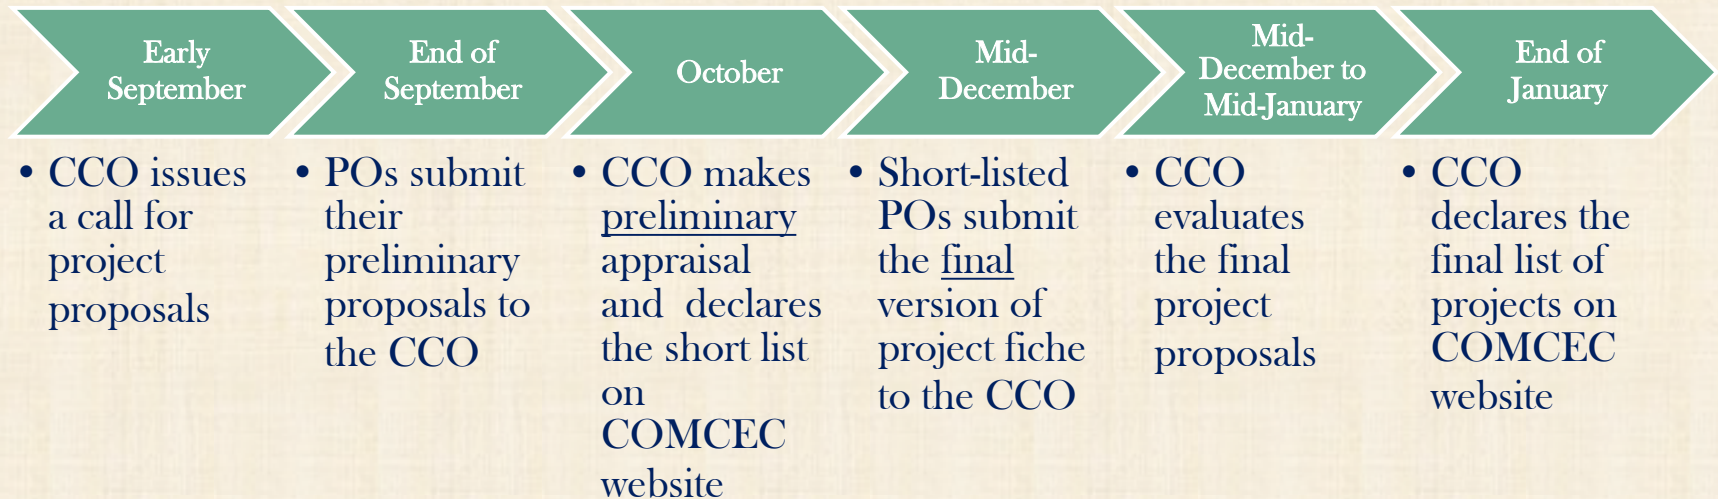 Early
September
End of
September
October
Mid-
December
Mid-
December to
Mid-January
End of
January
• CCO issues
a call for
project
proposals
• POs submit
their
preliminary
proposals to
the CCO
• CCO makes
preliminary
appraisal
and  declares
the short list
on
COMCEC
website
• Short-listed
POs submit
the final
version of
project fiche
to the CCO
• CCO
evaluates
the final
project
proposals
• CCO
declares the
final list of
projects on
COMCEC
website